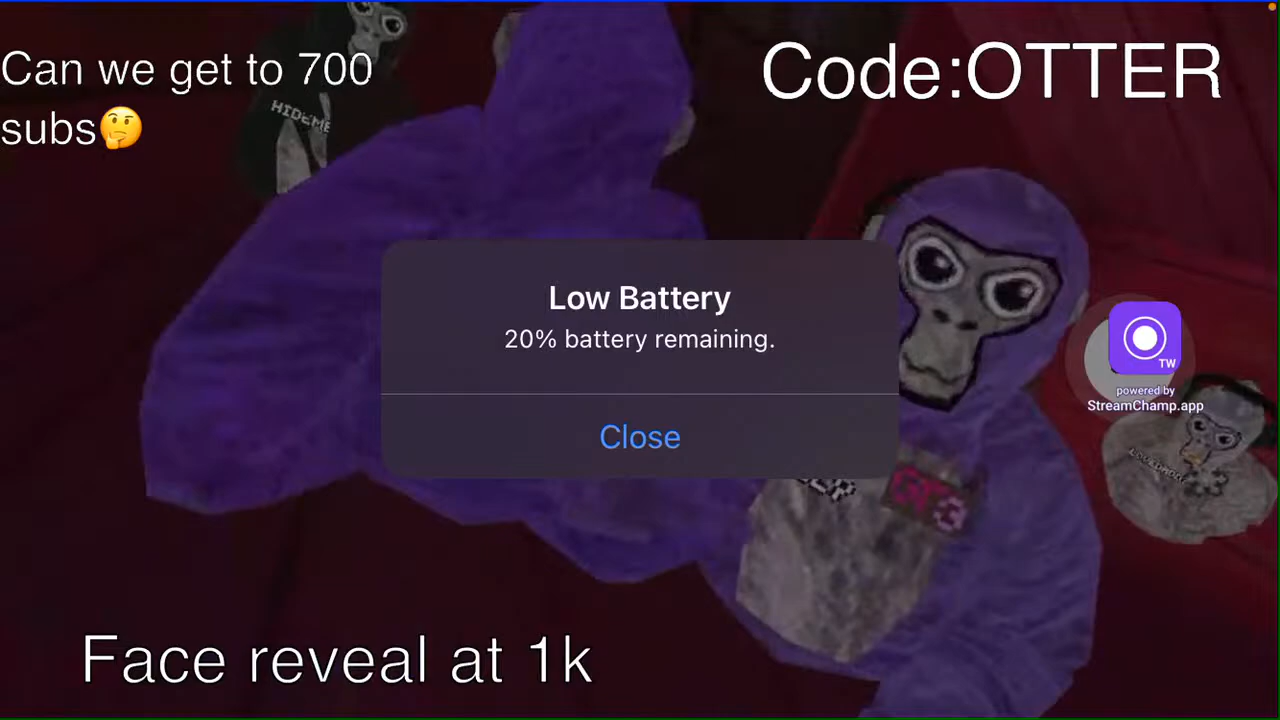 Can we get to 700
subs🤔
Code:OTTER
HIDEME
Low Battery
20% battery remaining.
Close
TW
powered by
StreamChamp.app
Face reveal at 1k